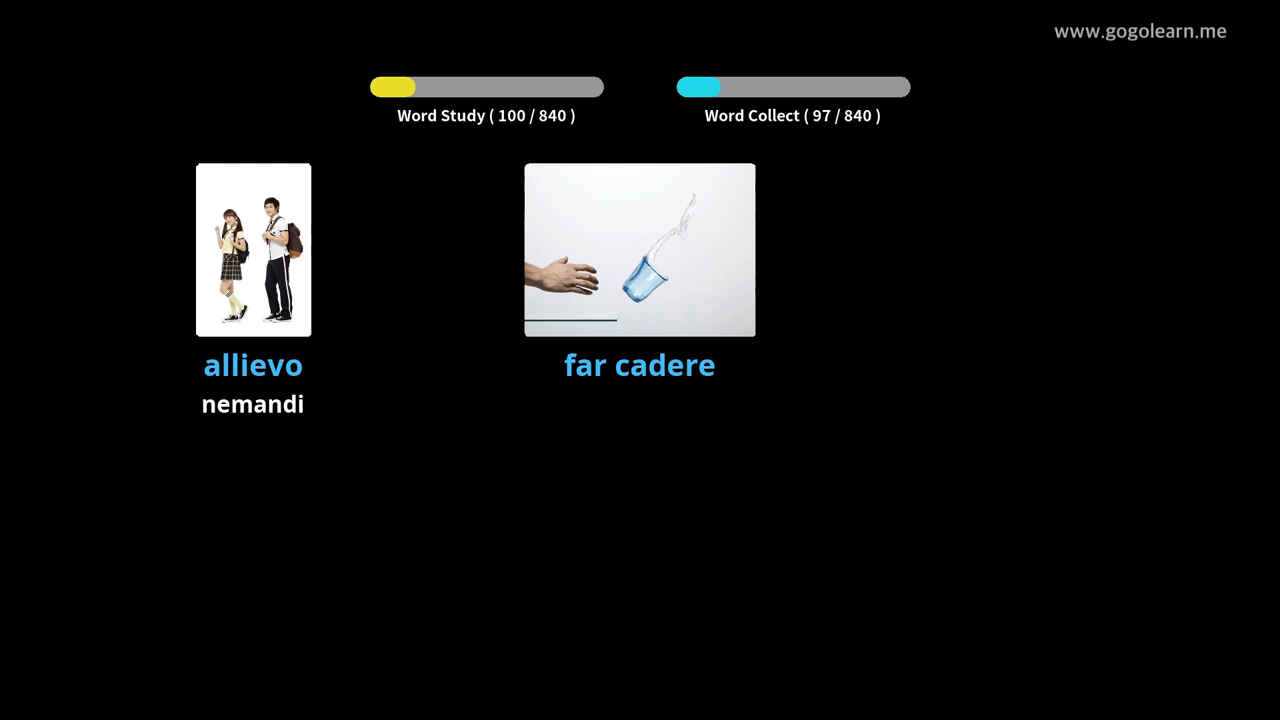 www.gogolearn.me
Word Study ( 100 / 840 )
Word Collect ( 97 / 840 )
allievo
nemandi
far cadere